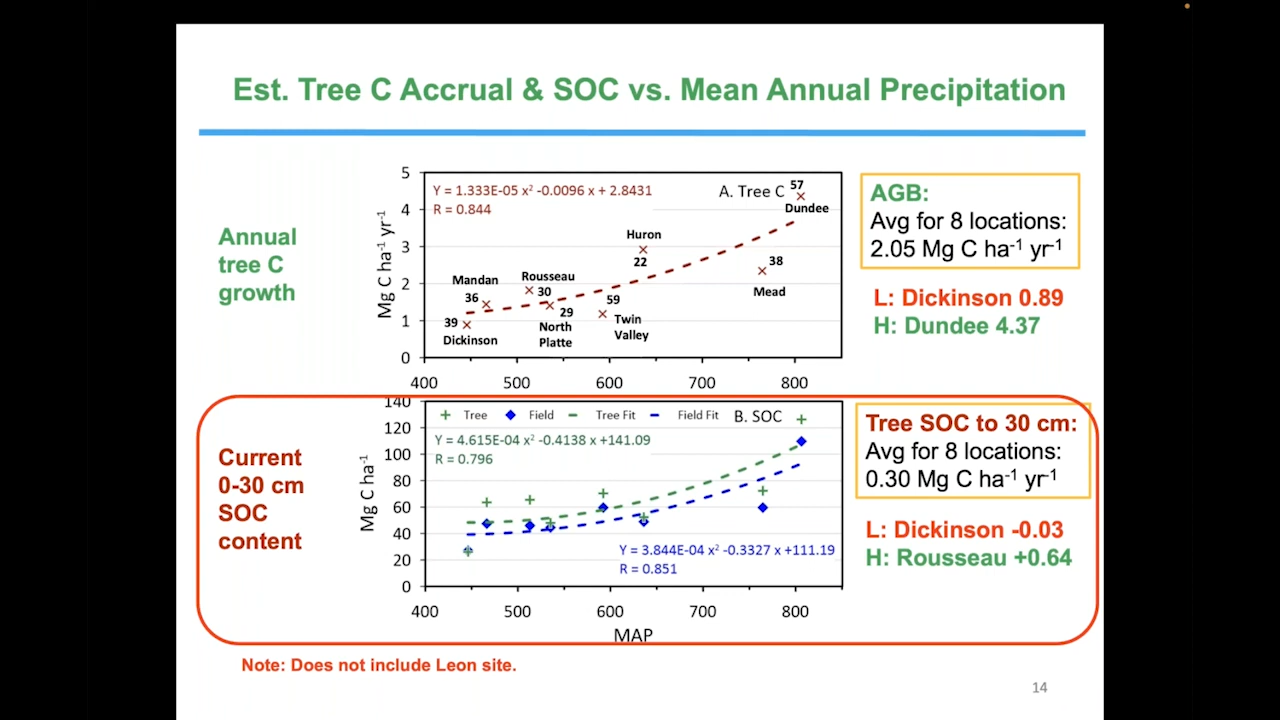 Est. Tree C Accrual & SOC vs. Mean Annual Precipitation
Annual
tree C
growth
Mg C ha⁻¹ yr⁻¹
5
4
3
2
1
0
Y = 1.333E-05 x² -0.0096 x + 2.8431
R = 0.844
A. Tree C
57
Dundee
Huron
22
38
Mead
Mandan
36
Rousseau
30
59
Twin
Valley
29
North
Platte
39
Dickinson
400 500 600 700 800
AGB:
Avg for 8 locations:
2.05 Mg C ha⁻¹ yr⁻¹
L: Dickinson 0.89
H: Dundee 4.37
Current
0-30 cm
SOC
content
Mg C ha⁻¹
140
120
100
80
60
40
20
0
Tree Field Tree Fit Field Fit B. SOC
Y = 4.615E-04 x² -0.4138 x +141.09
R = 0.796
Y = 3.844E-04 x² -0.3327 x +111.19
R = 0.851
400 500 600 700 800
MAP
Tree SOC to 30 cm:
Avg for 8 locations:
0.30 Mg C ha⁻¹ yr⁻¹
L: Dickinson -0.03
H: Rousseau +0.64
Note: Does not include Leon site.
14